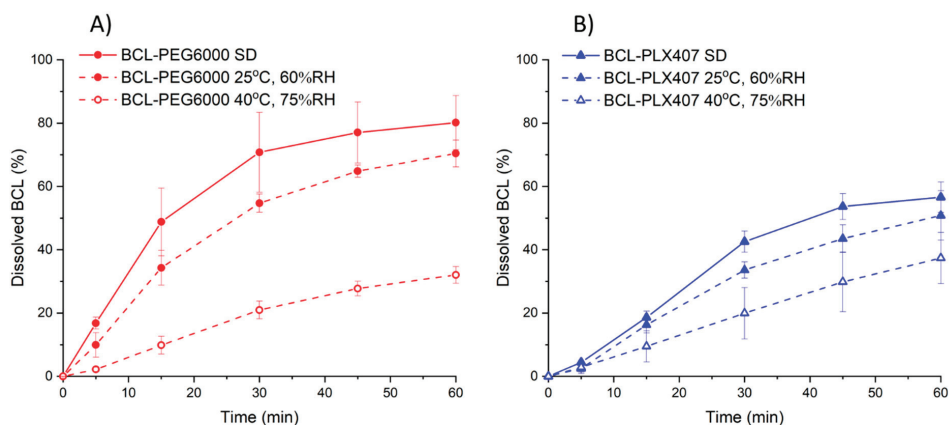 A)
BCL-PEG6000 SD
BCL-PEG6000 25°C, 60%RH
BCL-PEG6000 40°C, 75%RH
Dissolved BCL (%)
100
80
60
40
20
0
0 10 20 30 40 50 60
Time (min)
B)
BCL-PLX407 SD
BCL-PLX407 25°C, 60%RH
BCL-PLX407 40°C, 75%RH
Dissolved BCL (%)
100
80
60
40
20
0
0 10 20 30 40 50 60
Time (min)